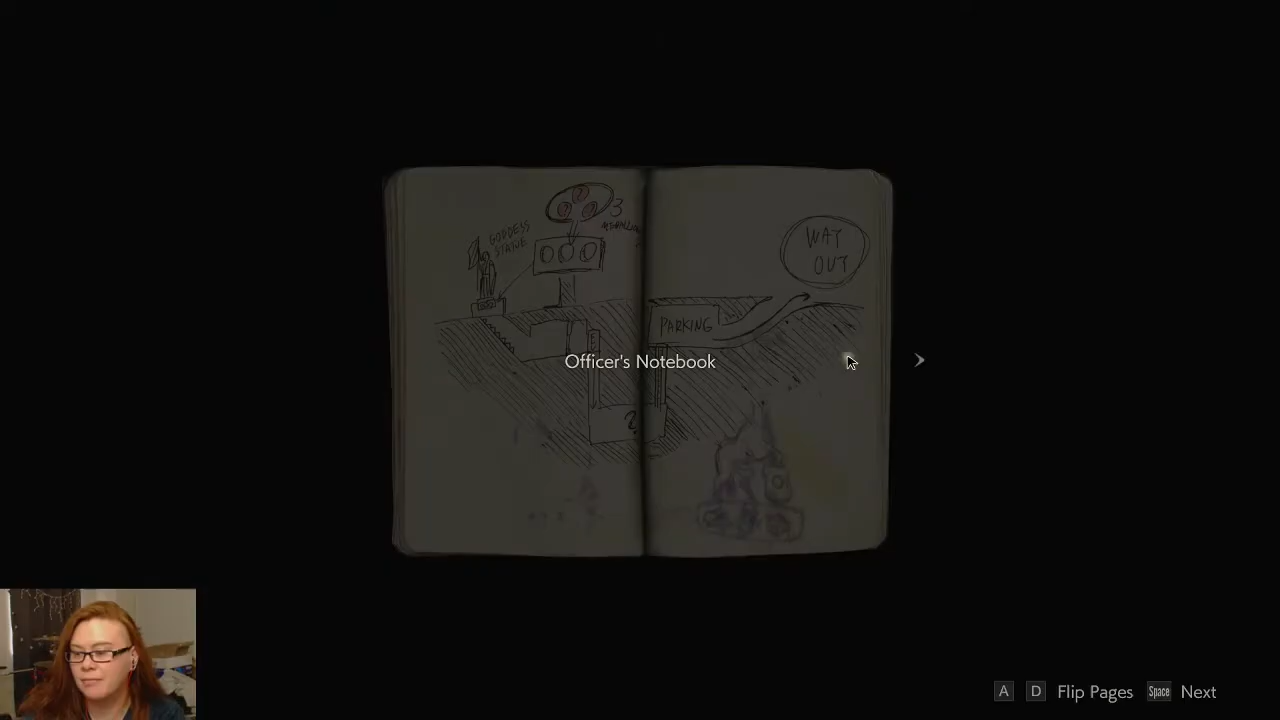 3
GODDESS
STATUE
WAY
OUT
PARKING
Officer's Notebook
?
A D Flip Pages Space Next